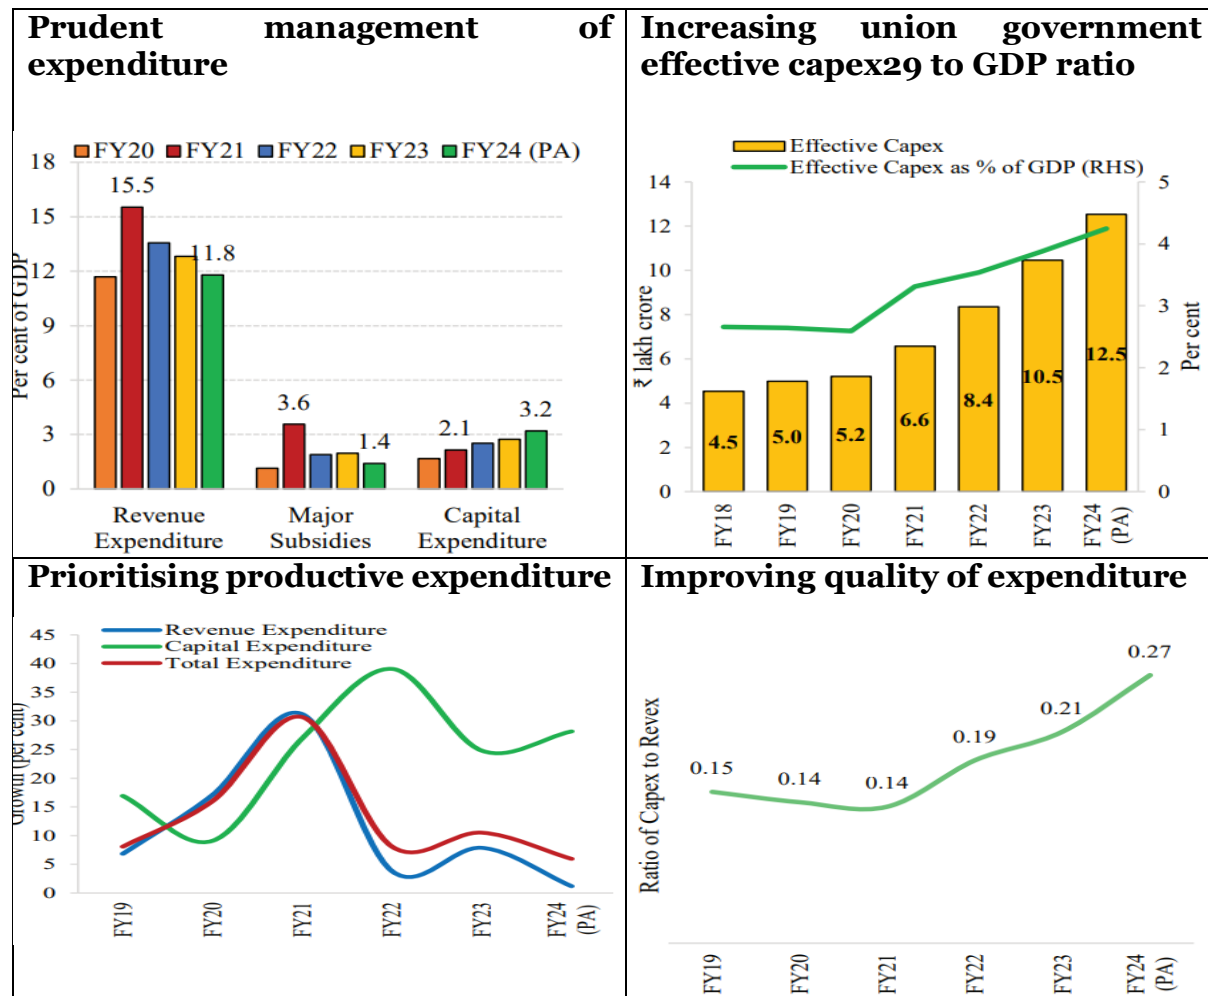 Prudent management of
expenditure
FY20 FY21 FY22 FY23 FY24 (PA)
Per cent of GDP
18
15
12
9
6
3
0
15.5
11.8
3.6
1.4
2.1
3.2
Revenue
Expenditure
Major
Subsidies
Capital
Expenditure
Increasing union government
effective capex29 to GDP ratio
Effective Capex
Effective Capex as % of GDP (RHS)
₹ lakh crore
14
12
10
8
6
4
2
0
4.5
5.0
5.2
6.6
8.4
10.5
12.5
5
4
3
2
1
0
Per cent
FY18
FY19
FY20
FY21
FY22
FY23
FY24
(PA)
Prioritising productive expenditure
Revenue Expenditure
Capital Expenditure
Total Expenditure
Growth (per cent)
45
40
35
30
25
20
15
10
5
0
FY19
FY20
FY21
FY22
FY23
FY24
(PA)
Improving quality of expenditure
Ratio of Capex to Revex
0.15
0.14
0.14
0.19
0.21
0.27
FY19
FY20
FY21
FY22
FY23
FY24
(PA)